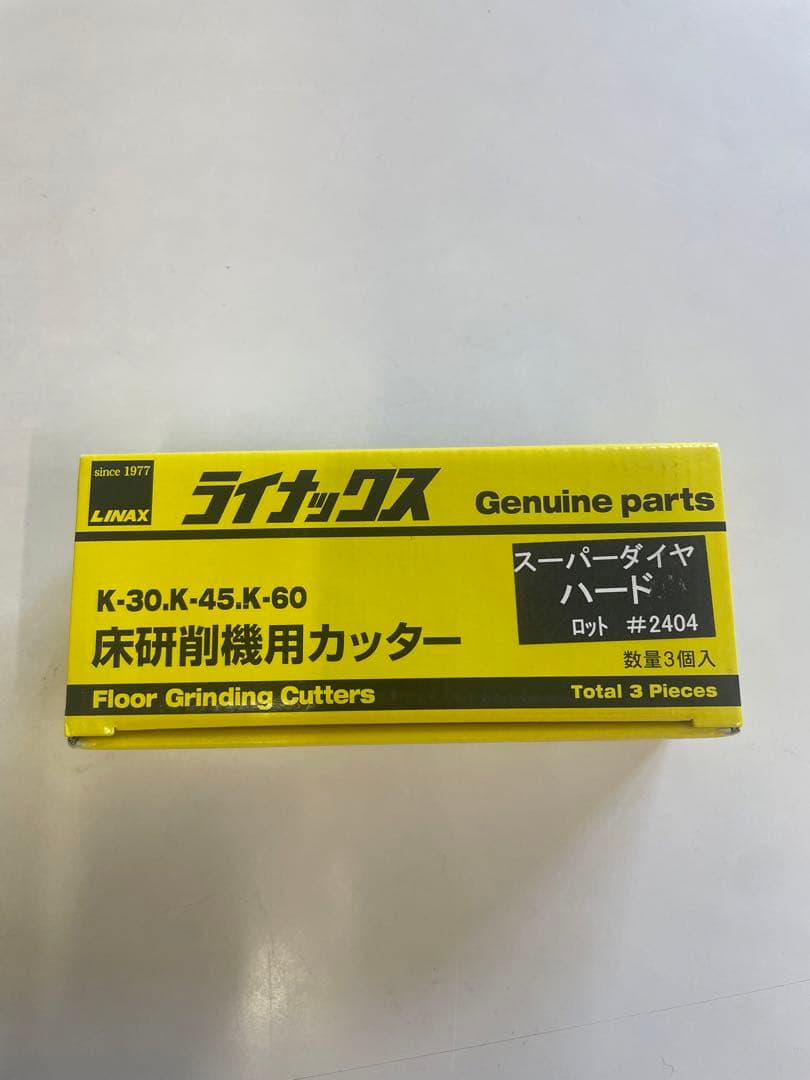 since 1977
LINAX
ライナックス
Genuine parts
K-30.K-45.K-60
床研削機用カッター
スーパーダイヤ
ハード
ロット #2404
数量3個入
Floor Grinding Cutters
Total 3 Pieces